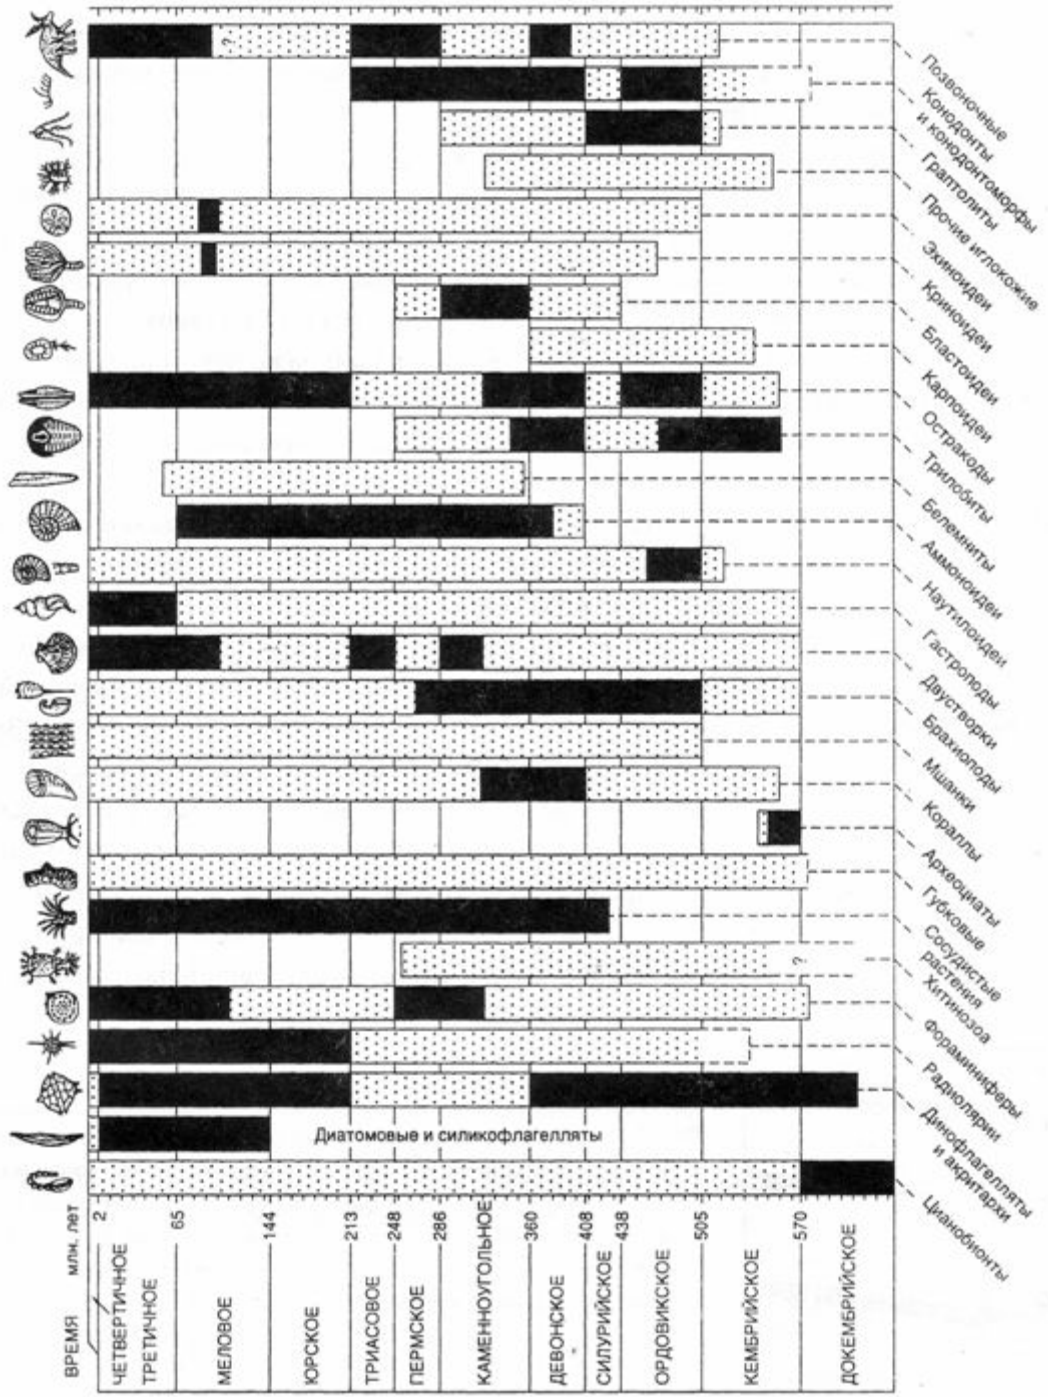 Позвоночные
Конодонты
и конодонтоморфы
Граптолиты
Прочие иглокожие
Эхиноидеи
Криноидеи
Бластоидеи
Карпоидеи
Остракоды
Трилобиты
Белемниты
Аммоноидеи
Наутилоидеи
Гастроподы
Двустворки
Брахиоподы
Мшанки
Кораллы
Археоциаты
Губковые
Сосудистые
растения
Хитинозоа
Фораминиферы
Радиолярии
Динофлагелляты
и акритархи
Цианобионты
?
?
Диатомовые и силикофлагелляты
ВРЕМЯ млн. лет
2
65
144
213
248
286
360
408
438
505
570
ЧЕТВЕРТИЧНОЕ
ТРЕТИЧНОЕ
МЕЛОВОЕ
ЮРСКОЕ
ТРИАСОВОЕ
ПЕРМСКОЕ
КАМЕННОУГОЛЬНОЕ
ДЕВОНСКОЕ
СИЛУРИЙСКОЕ
ОРДОВИКСКОЕ
КЕМБРИЙСКОЕ
ДОКЕМБРИЙСКОЕ